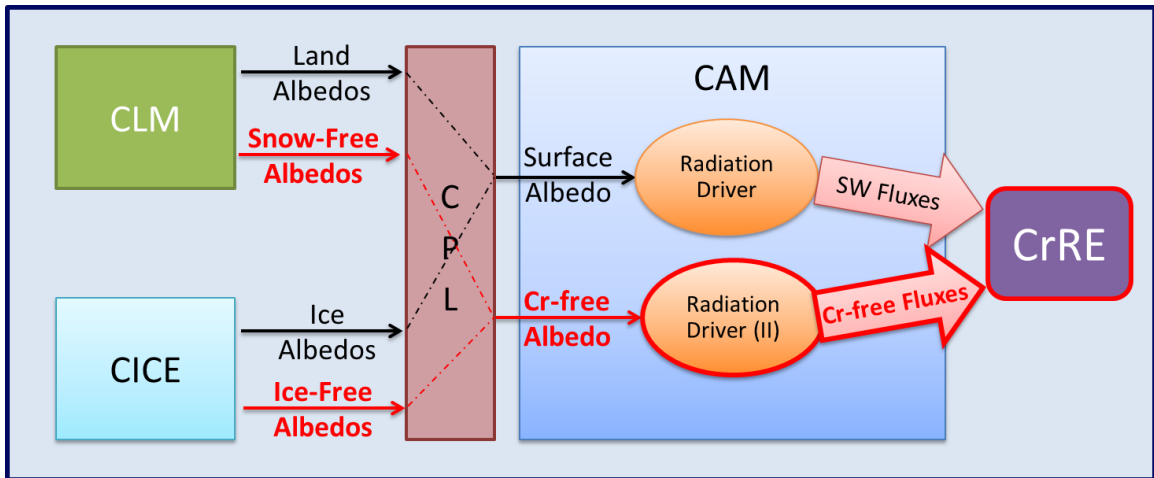 CLM
Land
Albedos
Snow-Free
Albedos
CICE
Ice
Albedos
Ice-Free
Albedos
C
P
L
CAM
Surface
Albedo
Radiation
Driver
SW Fluxes
Cr-free
Albedo
Radiation
Driver (II)
Cr-free Fluxes
CrRE